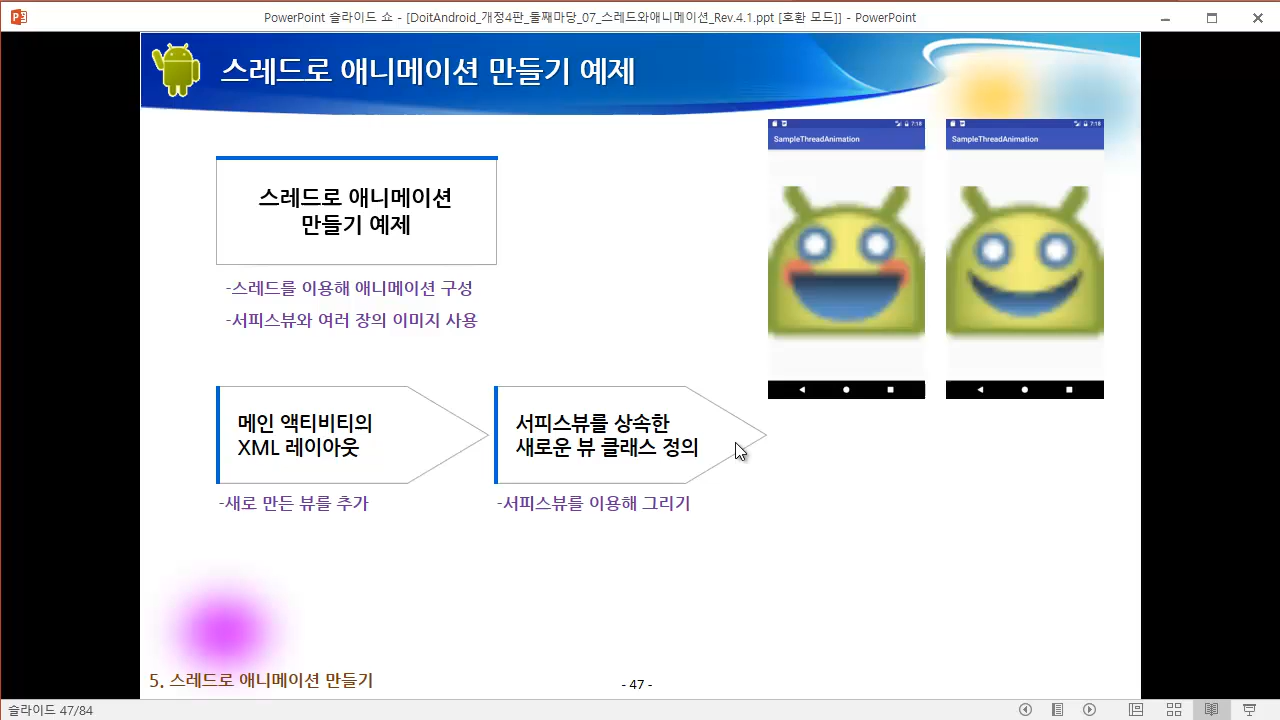 PowerPoint 슬라이드 쇼 - [DoitAndroid_개정4판_둘째마당_07_스레드와애니메이션_Rev.4.1.ppt [호환 모드]] - PowerPoint
스레드로 애니메이션 만들기 예제
7:18
SampleThreadAnimation
7:18
SampleThreadAnimation
스레드로 애니메이션
만들기 예제
-스레드를 이용해 애니메이션 구성
-서피스뷰와 여러 장의 이미지 사용
메인 액티비티의
XML 레이아웃
-새로 만든 뷰를 추가
서피스뷰를 상속한
새로운 뷰 클래스 정의
-서피스뷰를 이용해 그리기
5. 스레드로 애니메이션 만들기
- 47 -
슬라이드 47/84